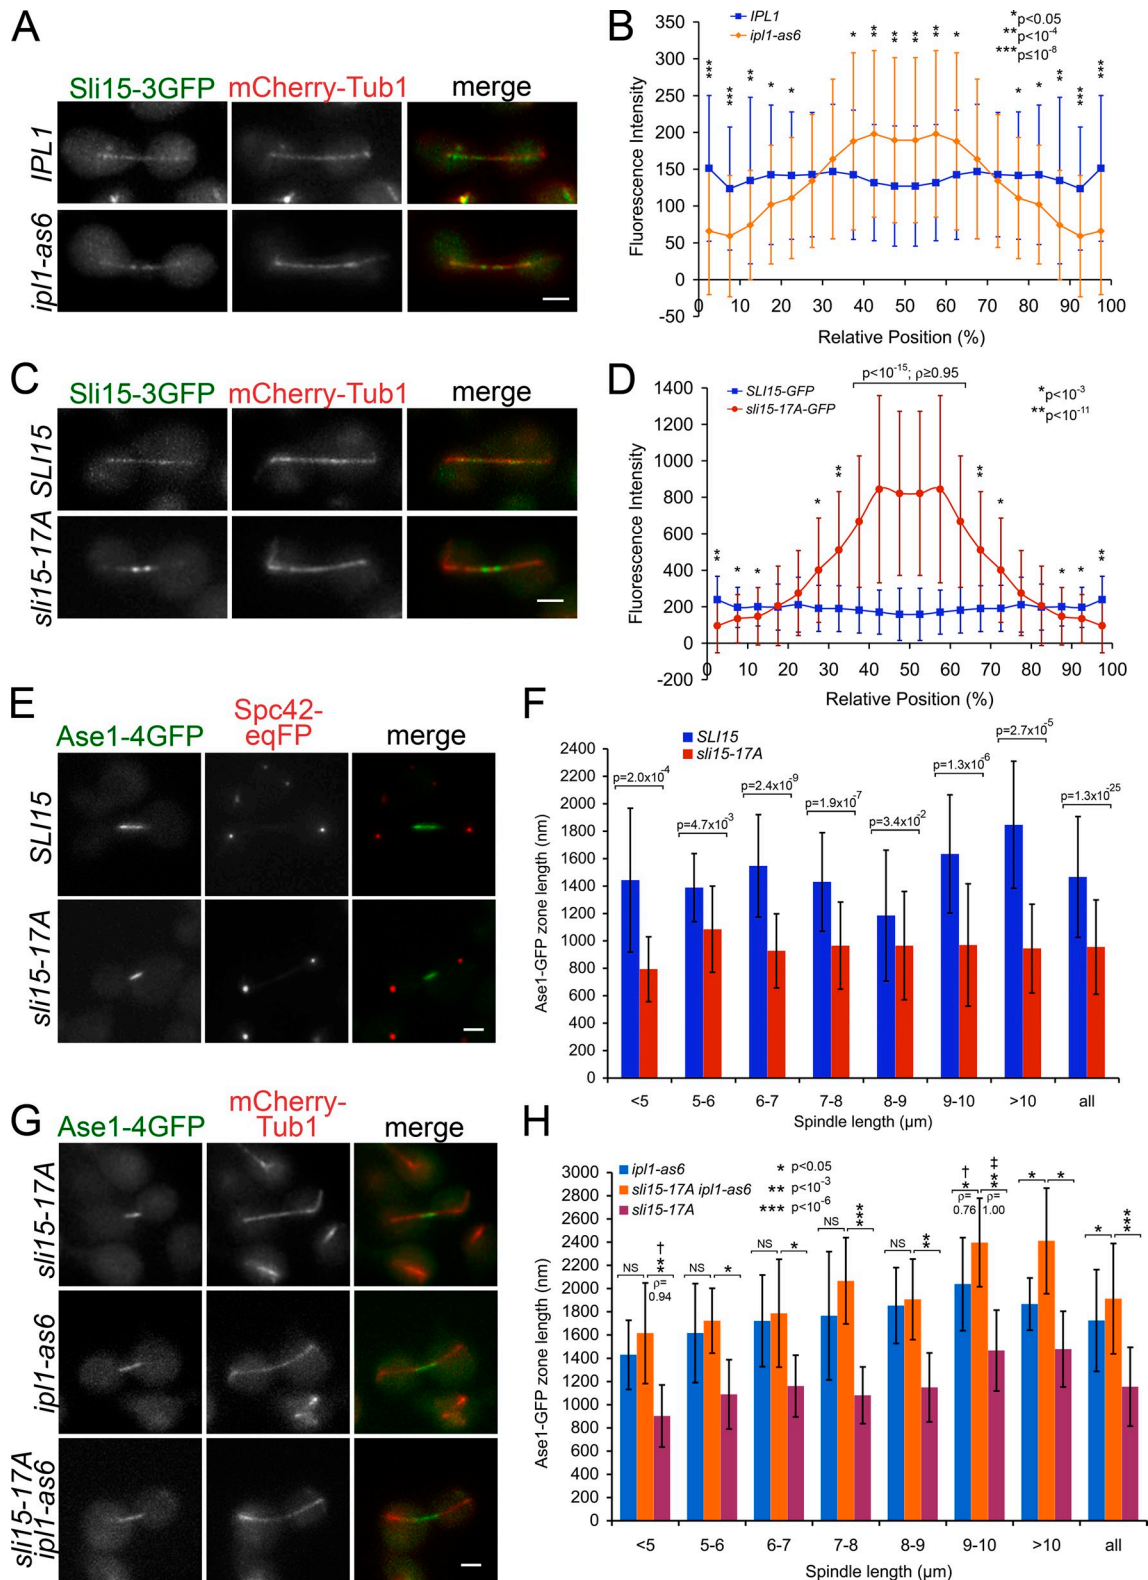 A
Sli15-3GFP mCherry-Tub1 merge
IPL1
ipl1-as6
B
IPL1
ipl1-as6
*p<0.05
**p<10⁻⁴
***p≤10⁻⁸
*** *** ** * * * ** ** ** ** * * * ** *** ***
Fluorescence Intensity
350
300
250
200
150
100
50
0
-50
0 10 20 30 40 50 60 70 80 90 100
Relative Position (%)
C
Sli15-3GFP mCherry-Tub1 merge
SLI15
sli15-17A
D
p<10⁻¹⁵; ρ≥0.95
SLI15-GFP
sli15-17A-GFP
*p<10⁻³
**p<10⁻¹¹
** * * * ** ** * * * **
Fluorescence Intensity
1400
1200
1000
800
600
400
200
0
-200
0 10 20 30 40 50 60 70 80 90 100
Relative Position (%)
E
Ase1-4GFP Spc42-eqFP merge
SLI15
sli15-17A
F
SLI15
sli15-17A
p=2.0x10⁻⁴
p=4.7x10⁻³
p=2.4x10⁻⁹
p=1.9x10⁻⁷
p=3.4x10⁻²
p=1.3x10⁻⁶
p=2.7x10⁻⁵
p=1.3x10⁻²⁵
Ase1-GFP zone length (nm)
2400
2200
2000
1800
1600
1400
1200
1000
800
600
400
200
0
<5 5-6 6-7 7-8 8-9 9-10 >10 all
Spindle length (μm)
G
Ase1-4GFP mCherry-Tub1 merge
sli15-17A
ipl1-as6
sli15-17A ipl1-as6
H
ipl1-as6
sli15-17A ipl1-as6
sli15-17A
* p<0.05
** p<10⁻³
*** p<10⁻⁶
NS †** ρ=0.94
NS *
NS *
NS ***
NS **
†* ρ=0.76 ‡** ρ=1.00
* *
* ***
Ase1-GFP zone length (nm)
3000
2800
2600
2400
2200
2000
1800
1600
1400
1200
1000
800
600
400
200
0
<5 5-6 6-7 7-8 8-9 9-10 >10 all
Spindle length (μm)